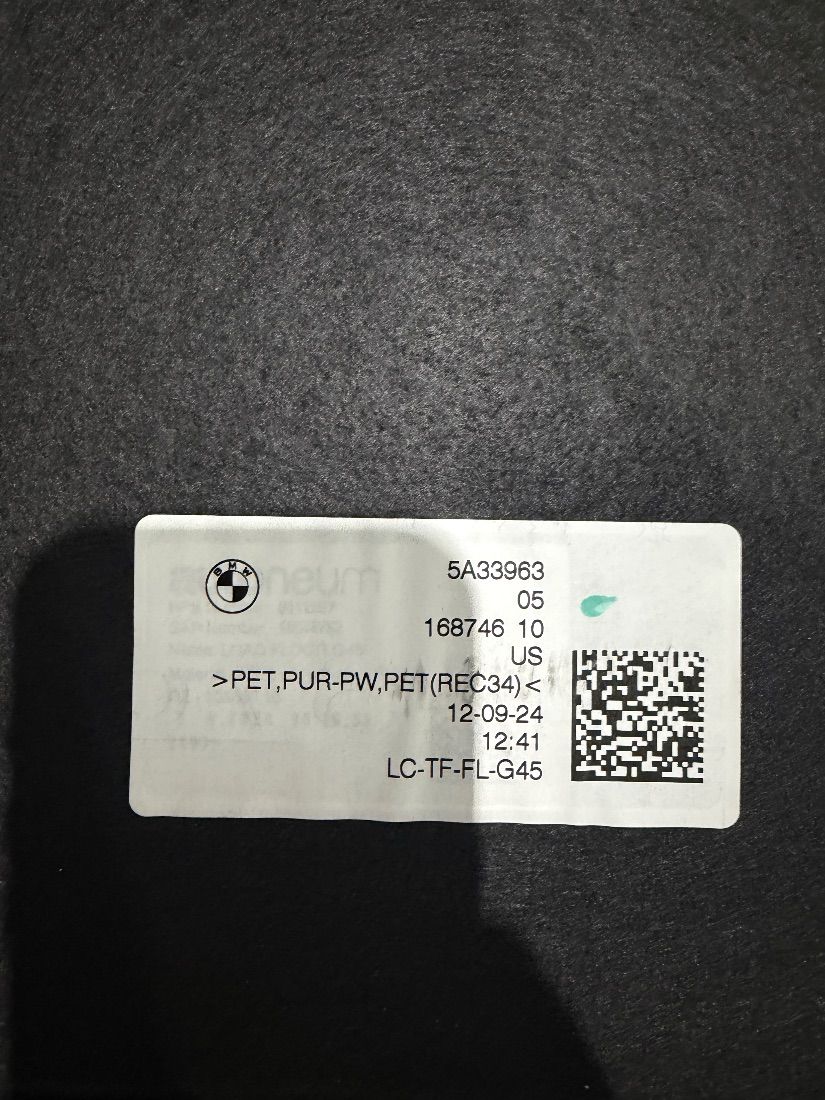 BMW
5A33963
05
168746 10
US
>PET,PUR-PW,PET(REC34)<
12-09-24
12:41
LC-TF-FL-G45